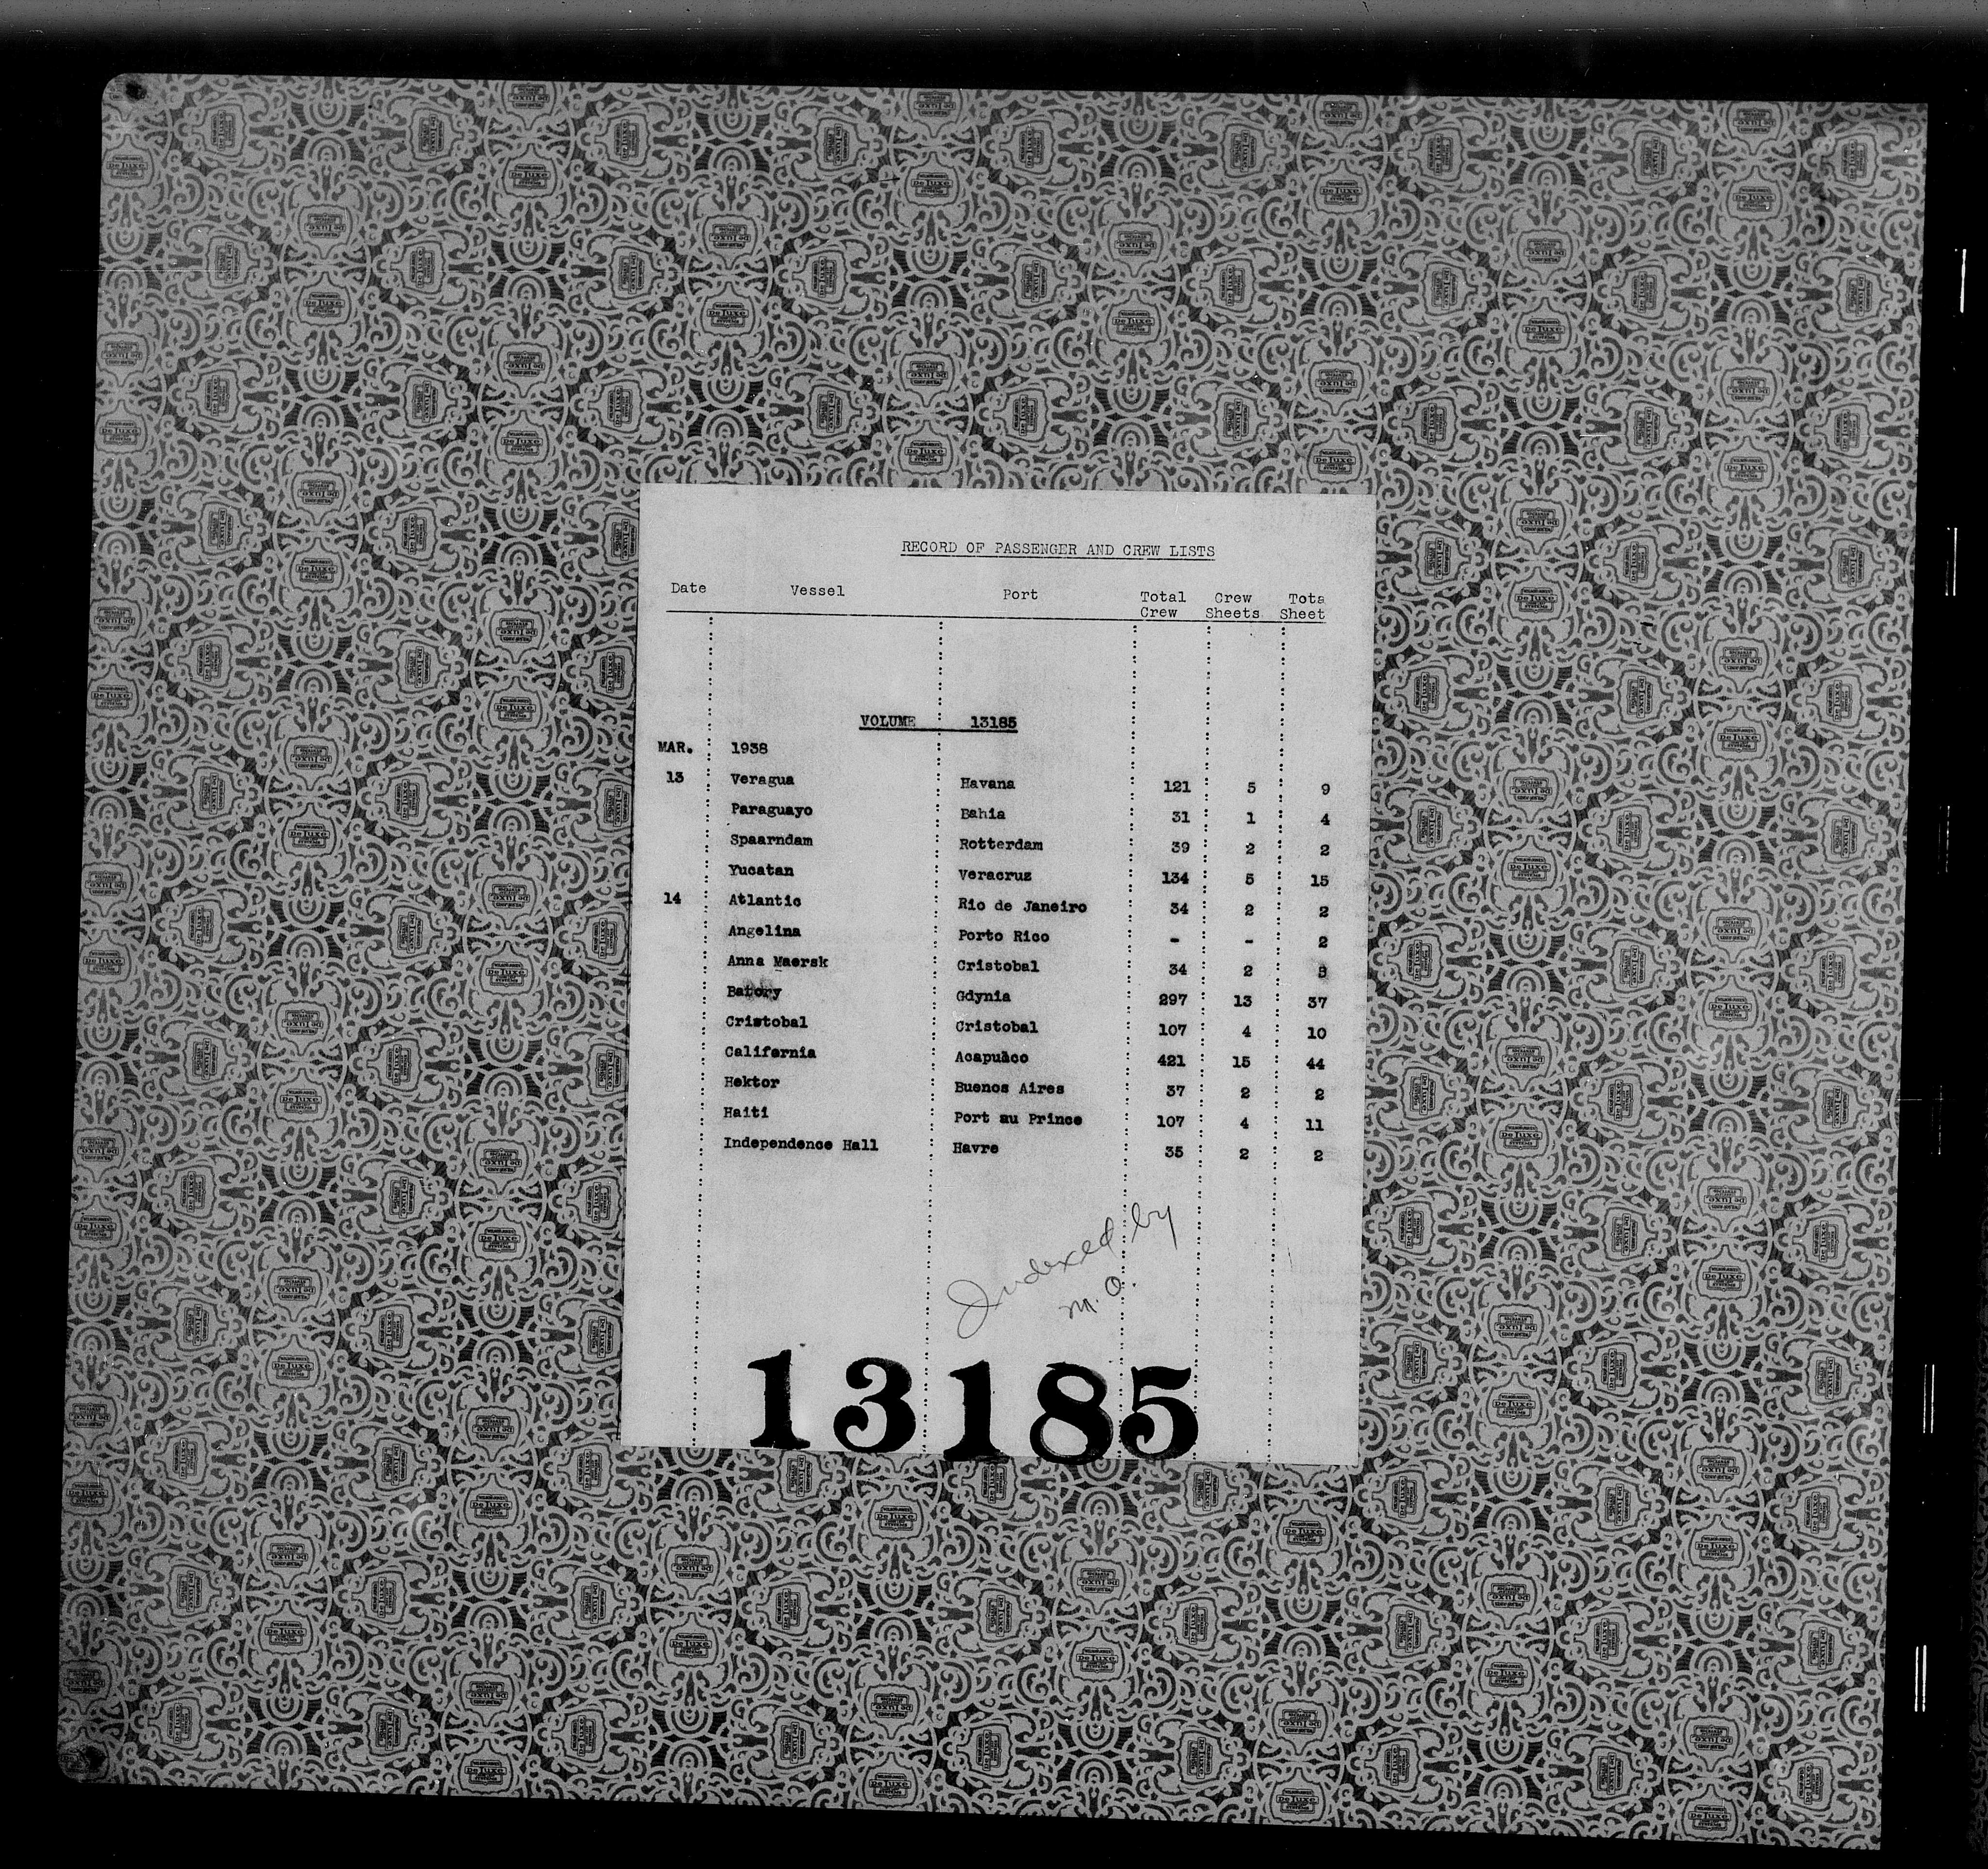 RECORD OF PASSENGER AND CREW LISTS
Date Vessel Port Total Crew Crew Sheets Tota Sheet
VOLUME 13185
MAR. 1938
13 Veragua Havana 121 5 9
Paraguayo Bahia 31 1 4
Spaarndam Rotterdam 39 2 2
Yucatan Veracruz 134 5 15
14 Atlantic Rio de Janeiro 34 2 2
Angelina Porto Rico - - 2
Anna Maersk Cristobal 34 2 3
Batory Gdynia 297 13 37
Cristobal Cristobal 107 4 10
California Acapulco 421 15 44
Hektor Buenos Aires 37 2 2
Haiti Port au Prince 107 4 11
Independence Hall Havre 35 2 2
Indexed by
M.O.
13185
De Luxe